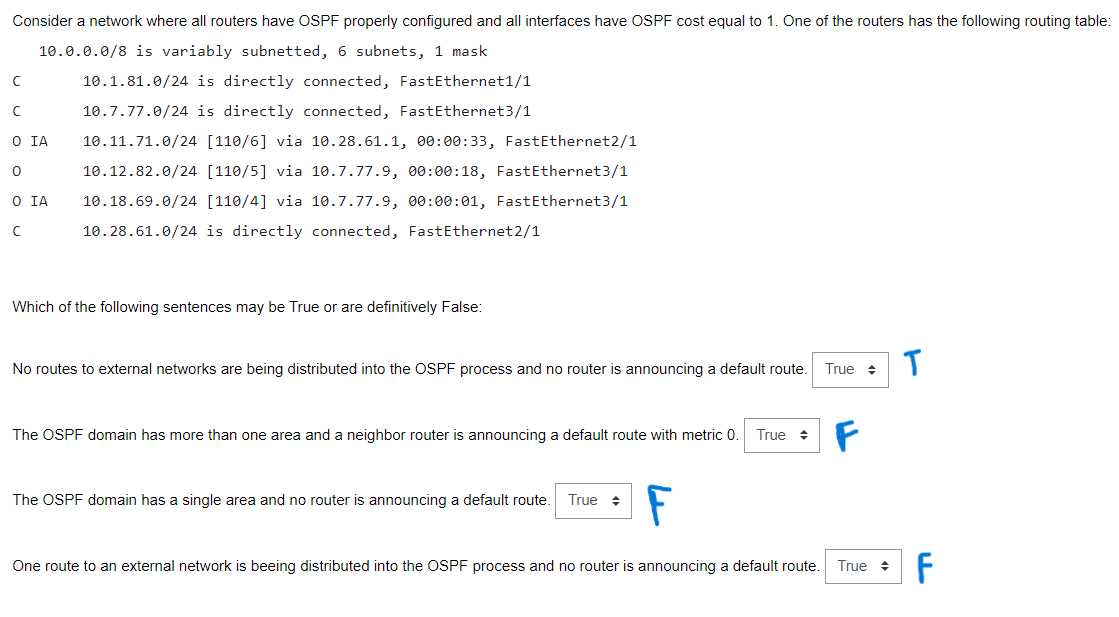 Consider a network where all routers have OSPF properly configured and all interfaces have OSPF cost equal to 1. One of the routers has the following routing table:
10.0.0.0/8 is variably subnetted, 6 subnets, 1 mask
C 10.1.81.0/24 is directly connected, FastEthernet1/1
C 10.7.77.0/24 is directly connected, FastEthernet3/1
O IA 10.11.71.0/24 [110/6] via 10.28.61.1, 00:00:33, FastEthernet2/1
O 10.12.82.0/24 [110/5] via 10.7.77.9, 00:00:18, FastEthernet3/1
O IA 10.18.69.0/24 [110/4] via 10.7.77.9, 00:00:01, FastEthernet3/1
C 10.28.61.0/24 is directly connected, FastEthernet2/1
Which of the following sentences may be True or are definitively False:
No routes to external networks are being distributed into the OSPF process and no router is announcing a default route. True T
The OSPF domain has more than one area and a neighbor router is announcing a default route with metric 0. True F
The OSPF domain has a single area and no router is announcing a default route. True F
One route to an external network is beeing distributed into the OSPF process and no router is announcing a default route. True F